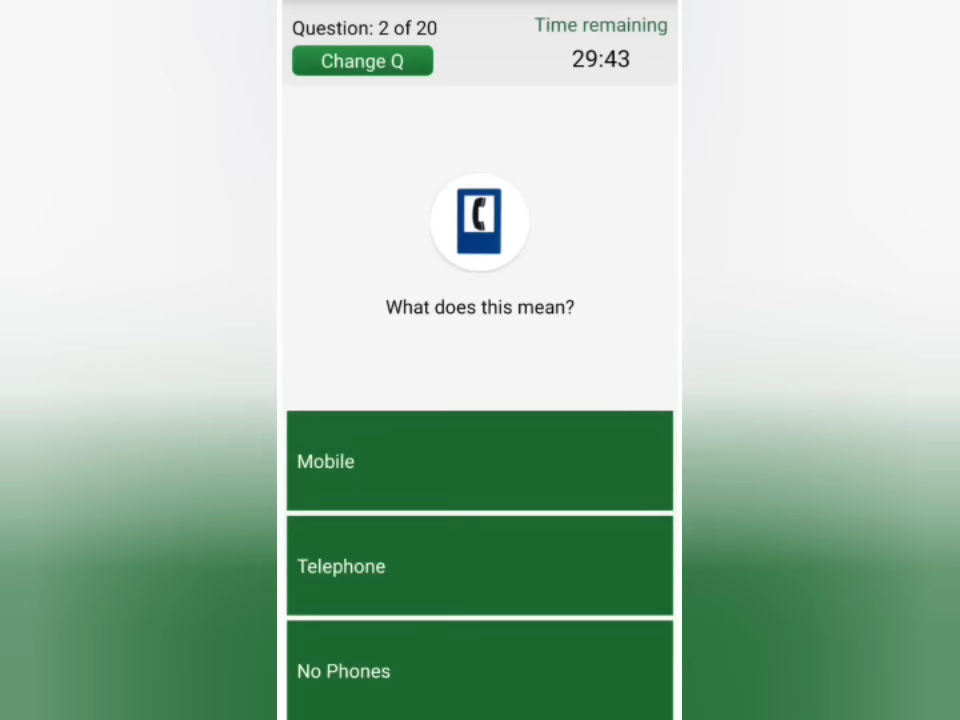 Question: 2 of 20
Time remaining
Change Q
29:43
What does this mean?
Mobile
Telephone
No Phones